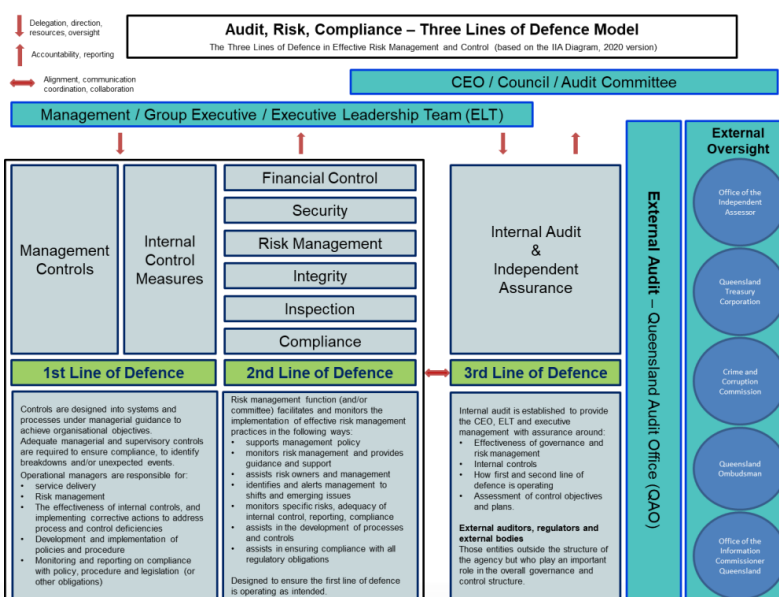 Delegation, direction,
resources, oversight
Accountability, reporting
Alignment, communication
coordination, collaboration
Audit, Risk, Compliance – Three Lines of Defence Model
The Three Lines of Defence in Effective Risk Management and Control (based on the IIA Diagram, 2020 version)
CEO / Council / Audit Committee
Management / Group Executive / Executive Leadership Team (ELT)
Management
Controls
Internal
Control
Measures
Financial Control
Security
Risk Management
Integrity
Inspection
Compliance
Internal Audit
&
Independent
Assurance
1st Line of Defence
2nd Line of Defence
3rd Line of Defence
Controls are designed into systems and
processes under managerial guidance to
achieve organisational objectives.
Adequate managerial and supervisory controls
are required to ensure compliance, to identify
breakdowns and/or unexpected events.
Operational managers are responsible for:
• service delivery
• Risk management
• The effectiveness of internal controls, and
implementing corrective actions to address
process and control deficiencies
• Development and implementation of
policies and procedure
• Monitoring and reporting on compliance
with policy, procedure and legislation (or
other obligations)
Risk management function (and/or
committee) facilitates and monitors the
implementation of effective risk management
practices in the following ways:
• supports management policy
• monitors risk management and provides
guidance and support
• assists risk owners and management
• identifies and alerts management to
shifts and emerging issues
• monitors specific risks, adequacy of
internal control, reporting, compliance
• assists in the development of processes
and controls
• assists in ensuring compliance with all
regulatory obligations
Designed to ensure the first line of defence
is operating as intended.
Internal audit is established to provide
the CEO, ELT and executive
management with assurance around:
• Effectiveness of governance and
risk management
• Internal controls
• How first and second line of
defence is operating
• Assessment of control objectives
and plans.
External auditors, regulators and
external bodies
Those entities outside the structure of
the agency but who play an important
role in the overall governance and
control structure.
External Audit – Queensland Audit Office (QAO)
External
Oversight
Office of the
Independent
Assessor
Queensland
Treasury
Corporation
Crime and
Corruption
Commission
Queensland
Ombudsman
Office of the
Information
Commissioner
Queensland